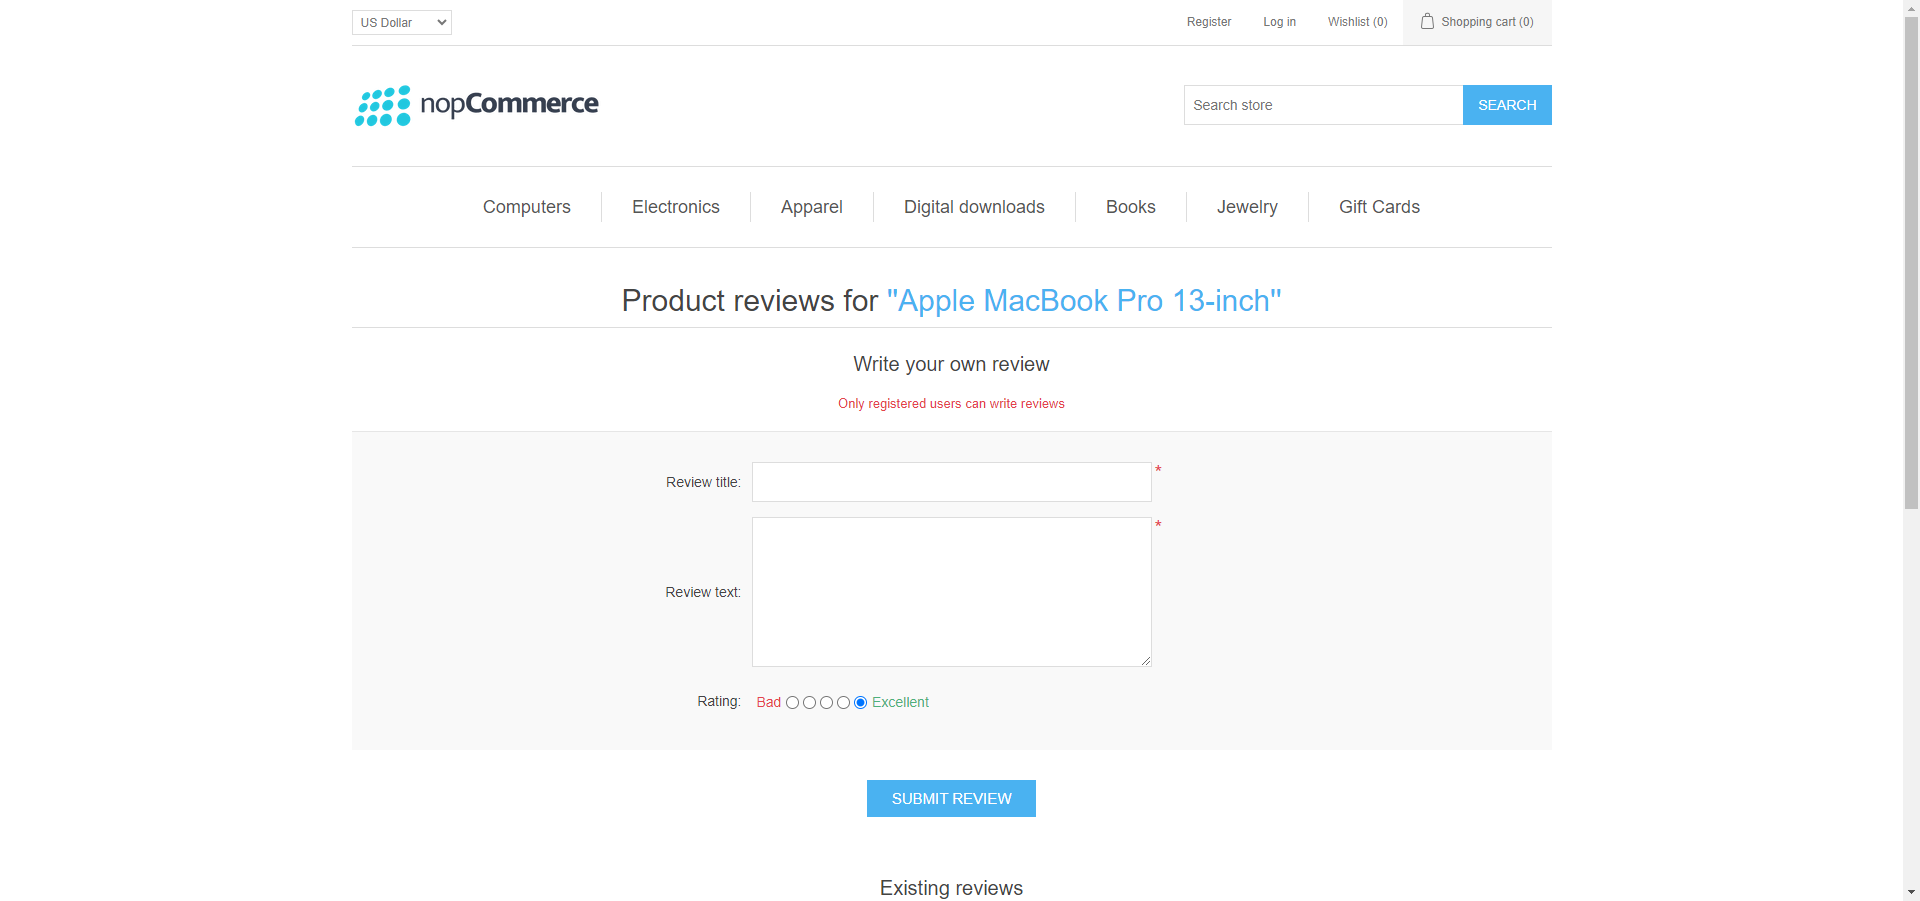 US Dollar
Register
Log in
Wishlist (0)
Shopping cart (0)
nopCommerce
Search store
SEARCH
Computers
Electronics
Apparel
Digital downloads
Books
Jewelry
Gift Cards
Product reviews for "Apple MacBook Pro 13-inch"
Write your own review
Only registered users can write reviews
Review title:
*
Review text:
*
Rating:
Bad
Excellent
SUBMIT REVIEW
Existing reviews